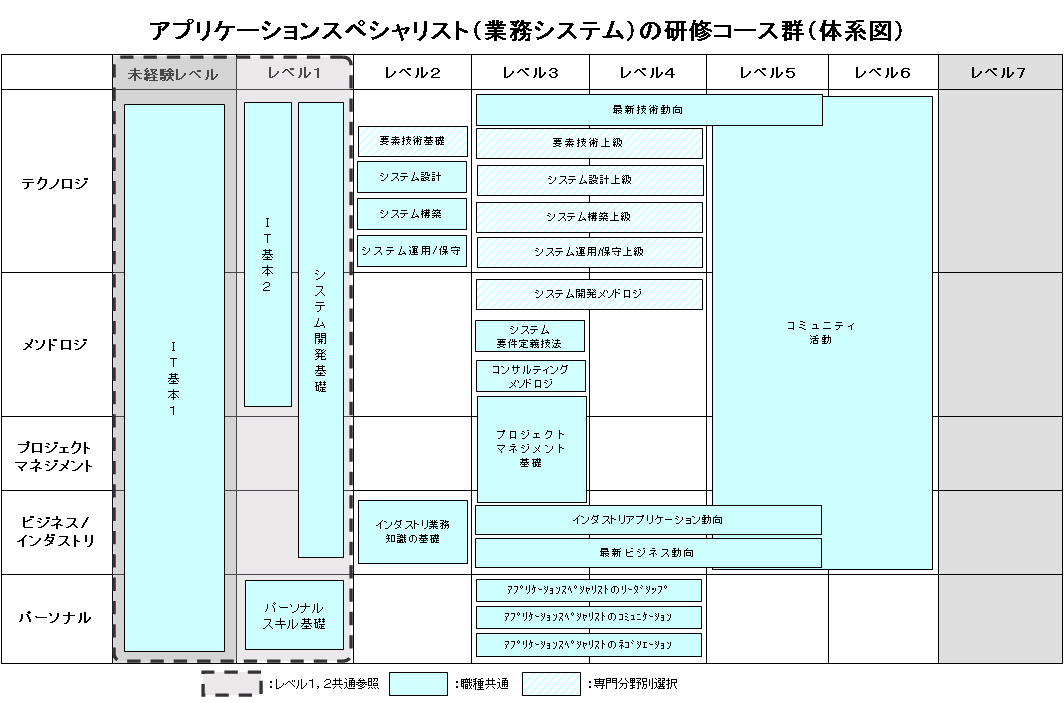 アプリケーションスペシャリスト（業務システム）の研修コース群（体系図）
未経験レベル
レベル１
レベル２
レベル３
レベル４
レベル５
レベル６
レベル７
テクノロジ
メソドロジ
プロジェクト
マネジメント
ビジネス/
インダストリ
パーソナル
ＩＴ基本１
ＩＴ基本２
システム開発基礎
パーソナル
スキル基礎
要素技術基礎
システム設計
システム構築
システム運用/保守
インダストリ業務
知識の基礎
最新技術動向
要素技術上級
システム設計上級
システム構築上級
システム運用/保守上級
システム開発メソドロジ
システム
要件定義技法
コンサルティング
メソドロジ
プロジェクト
マネジメント
基礎
インダストリアプリケーション動向
最新ビジネス動向
ｱﾌﾟﾘｹｰｼｮﾝｽﾍﾟｼｬﾘｽﾄのﾘｰﾀﾞｼｯﾌﾟ
ｱﾌﾟﾘｹｰｼｮﾝｽﾍﾟｼｬﾘｽﾄのｺﾐｭﾆｹｰｼｮﾝ
ｱﾌﾟﾘｹｰｼｮﾝｽﾍﾟｼｬﾘｽﾄのﾈｺﾞｼｴｰｼｮﾝ
コミュニティ
活動
：レベル１，２共通参照
：職種共通
：専門分野別選択